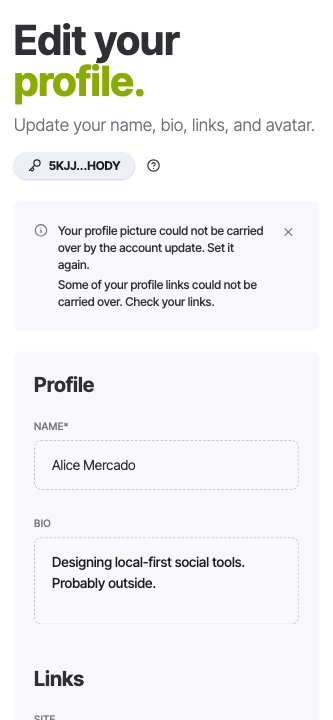 Edit your
profile.
Update your name, bio, links, and avatar.
5KJJ...HODY
Your profile picture could not be carried
over by the account update. Set it
again.
Some of your profile links could not be
carried over. Check your links.
Profile
NAME*
Alice Mercado
BIO
Designing local-first social tools.
Probably outside.
Links
SITE